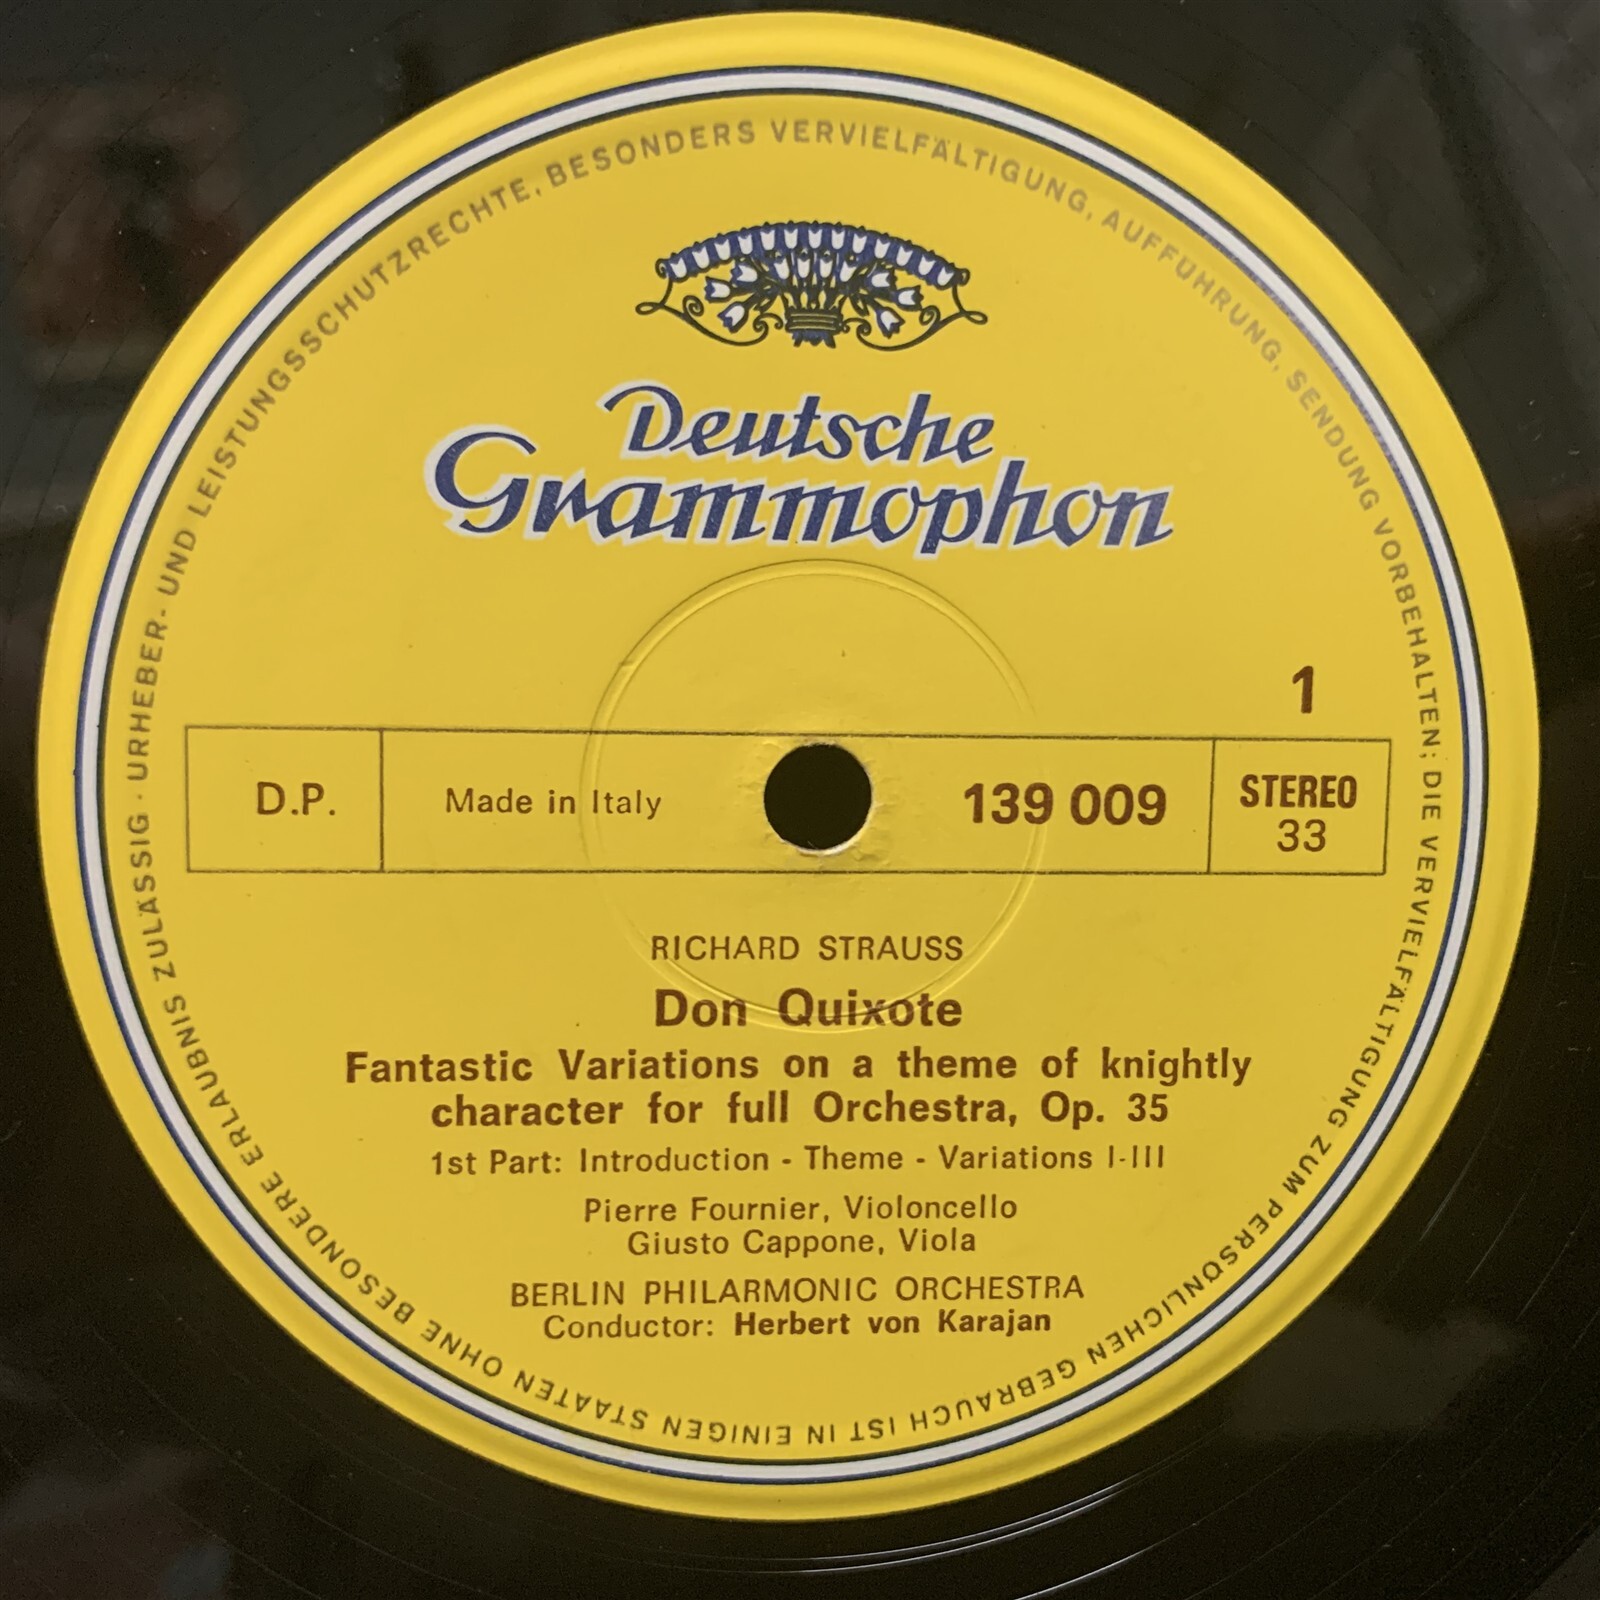 URHEBER- UND LEISTUNGSSCHUTZRECHTE, BESONDERS VERVIELFÄLTIGUNG, AUFFÜHRUNG, SENDUNG VORBEHALTEN; DIE VERVIELFÄLTIGUNG ZUM PERSÖNLICHEN GEBRAUCH IST IN EINIGEN STAATEN OHNE BESONDERE ERLAUBNIS ZULÄSSIG ·
Deutsche
Grammophon
1
D.P. Made in Italy 139 009 STEREO
33
RICHARD STRAUSS
Don Quixote
Fantastic Variations on a theme of knightly
character for full Orchestra, Op. 35
1st Part: Introduction - Theme - Variations I-III
Pierre Fournier, Violoncello
Giusto Cappone, Viola
BERLIN PHILARMONIC ORCHESTRA
Conductor: Herbert von Karajan